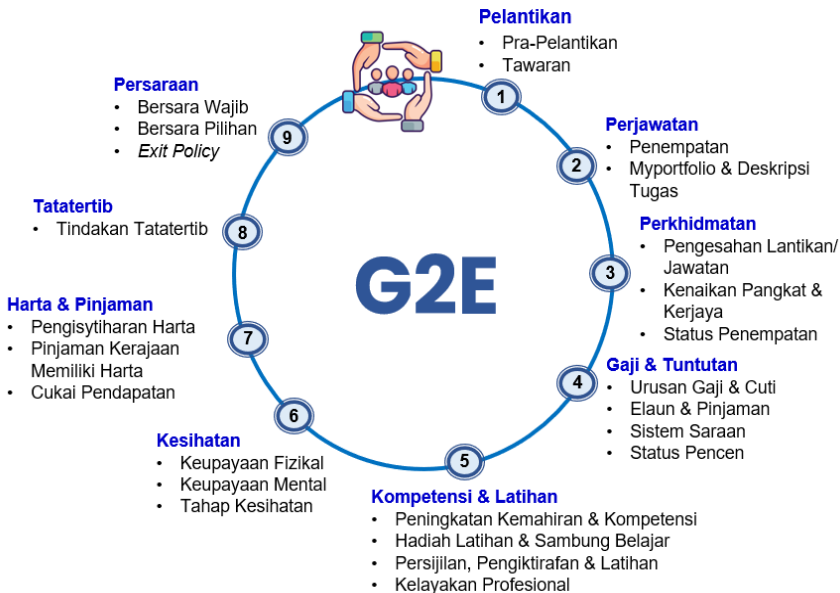 Pelantikan
• Pra-Pelantikan
• Tawaran
1
Perjawatan
• Penempatan
• Myportfolio & Deskripsi
Tugas
2
Perkhidmatan
• Pengesahan Lantikan/
Jawatan
• Kenaikan Pangkat &
Kerjaya
• Status Penempatan
3
Gaji & Tuntutan
• Urusan Gaji & Cuti
• Elaun & Pinjaman
• Sistem Saraan
• Status Pencen
4
Kompetensi & Latihan
• Peningkatan Kemahiran & Kompetensi
• Hadiah Latihan & Sambung Belajar
• Persijilan, Pengiktirafan & Latihan
• Kelayakan Profesional
5
Kesihatan
• Keupayaan Fizikal
• Keupayaan Mental
• Tahap Kesihatan
6
Harta & Pinjaman
• Pengisytiharan Harta
• Pinjaman Kerajaan
Memiliki Harta
• Cukai Pendapatan
7
Tatatertib
• Tindakan Tatatertib
8
Persaraan
• Bersara Wajib
• Bersara Pilihan
• Exit Policy
9
G2E